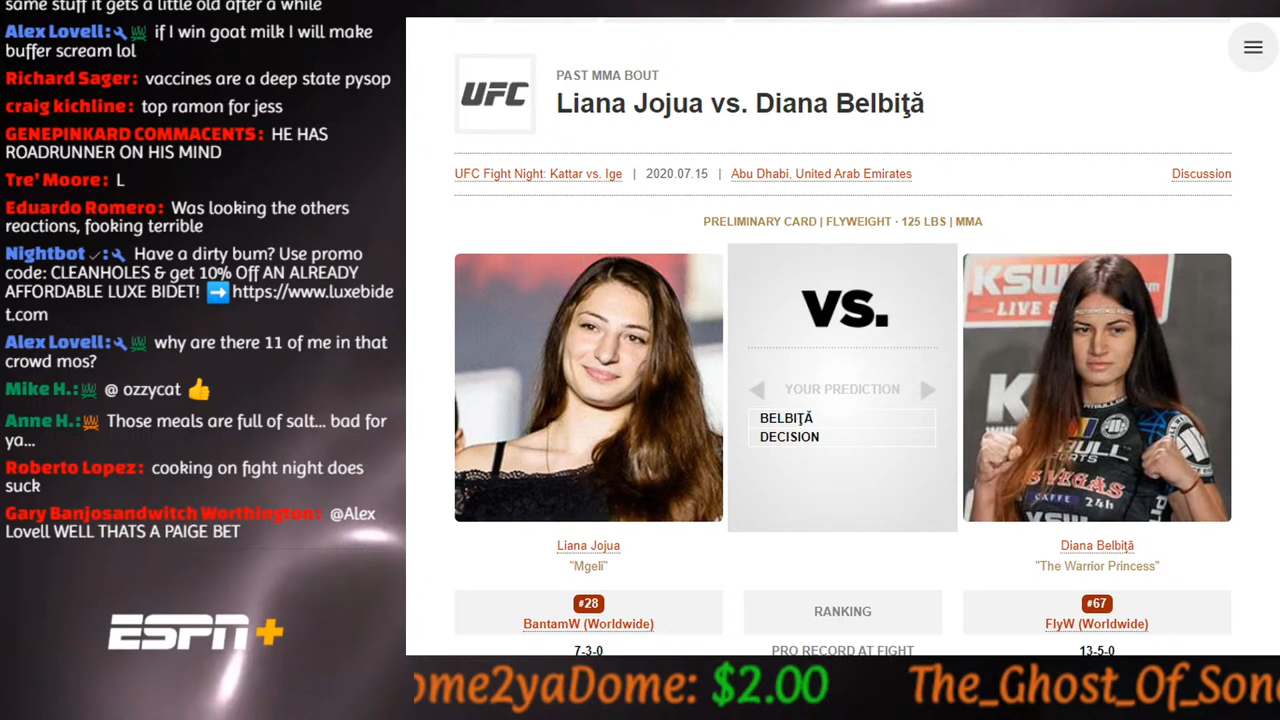 same stuff it gets a little old after a while
Alex Lovell: if I win goat milk I will make
buffer scream lol
Richard Sager: vaccines are a deep state pysop
craig kichline: top ramon for jess
GENEPINKARD COMMACENTS: HE HAS
ROADRUNNER ON HIS MIND
Tre' Moore: L
Eduardo Romero: Was looking the others
reactions, fooking terrible
Nightbot ✓: Have a dirty bum? Use promo
code: CLEANHOLES & get 10% Off AN ALREADY
AFFORDABLE LUXE BIDET! ➡️ https://www.luxebide
t.com
Alex Lovell: why are there 11 of me in that
crowd mos?
Mike H.: @ ozzycat 👍
Anne H.: Those meals are full of salt... bad for
ya...
Roberto Lopez: cooking on fight night does
suck
Gary Banjosandwitch Worthington: @Alex
Lovell WELL THATS A PAIGE BET
ESPN+
UFC
PAST MMA BOUT
Liana Jojua vs. Diana Belbiţă
UFC Fight Night: Kattar vs. Ige | 2020.07.15 | Abu Dhabi, United Arab Emirates
Discussion
PRELIMINARY CARD | FLYWEIGHT · 125 LBS | MMA
VS.
YOUR PREDICTION
BELBIŢĂ
DECISION
KSW
LIVE
SPORTS
VEGAS
CAFFE 24h
Liana Jojua
"Mgeli"
Diana Belbiţă
"The Warrior Princess"
#28
BantamW (Worldwide)
RANKING
#67
FlyW (Worldwide)
7-3-0
PRO RECORD AT FIGHT
13-5-0
ome2yaDome: $2.00 The_Ghost_Of_Son